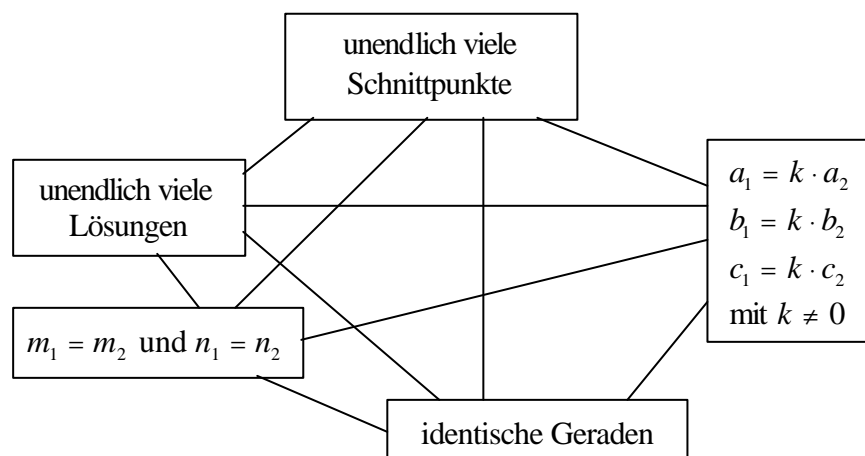 unendlich viele
Schnittpunkte
unendlich viele
Lösungen
a₁ = k · a₂
b₁ = k · b₂
c₁ = k · c₂
mit k ≠ 0
m₁ = m₂ und n₁ = n₂
identische Geraden